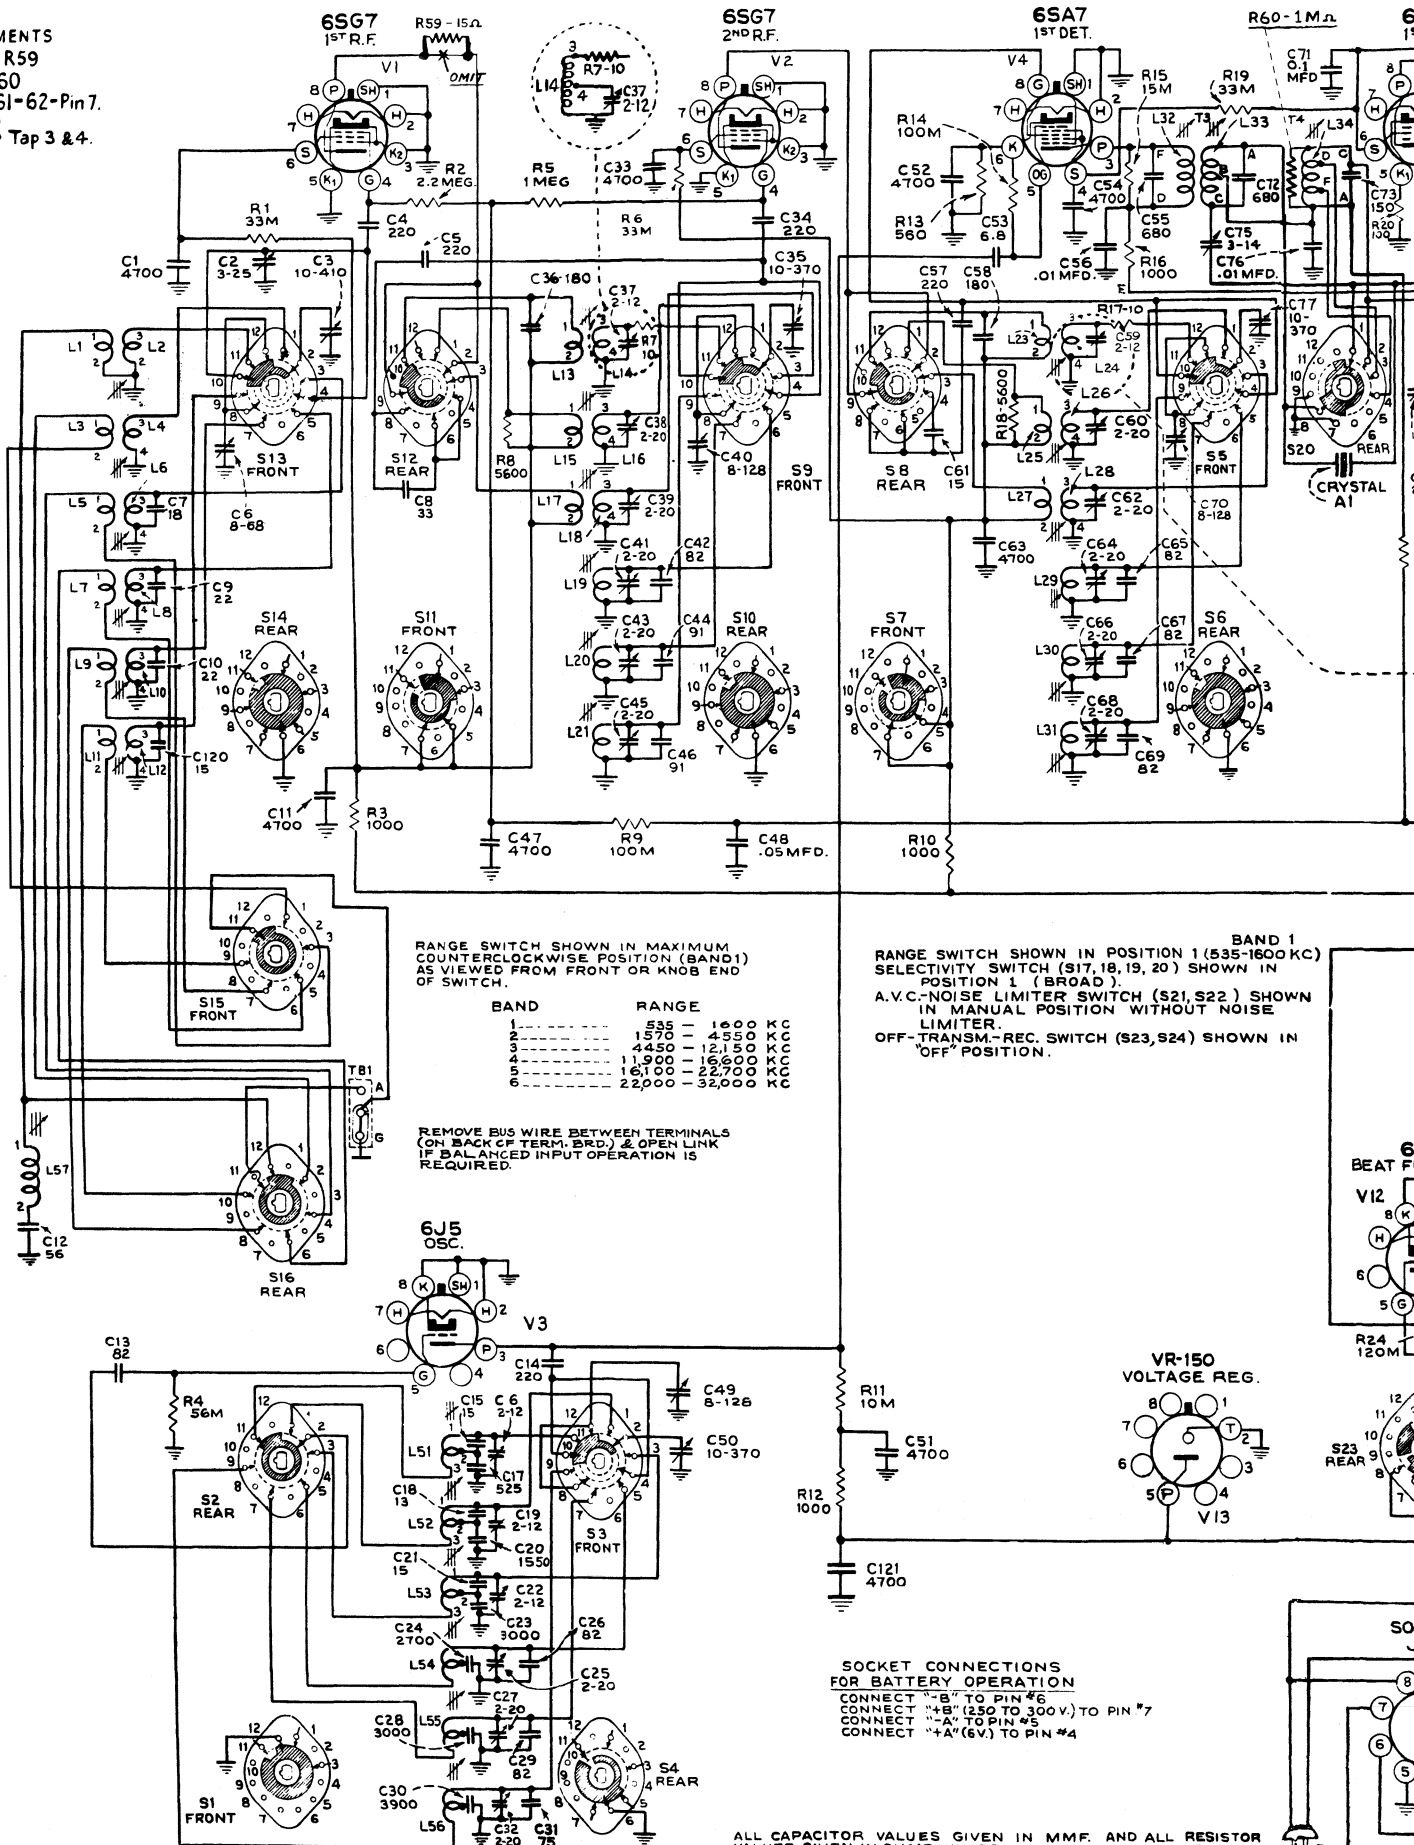 MENTS
R59
60
61-62-Pin 7.
Tap 3 & 4.
6SG7
1ST R.F.
R59-15Ω
V1
OMIT
R7-10
L14
C37
2-12
6SG7
2ND R.F.
V2
6SA7
1ST DET.
V4
R60-1MΩ
C71
0.1
MFD
R15
15M
R19
33M
R14
100M
L32
T3
L33
T4
L34
R2
2.2 MEG.
R5
1 MEG
C33
4700
C52
4700
R13
560
C53
6.8
C54
4700
C55
680
C72
680
C73
150
R20
100
R1
33M
C4
220
C5
220
R6
33M
C34
220
C1
4700
C2
3-25
C3
10-410
C36-180
C37
2-12
C35
10-370
C57
220
C58
180
C56
.01 MFD.
R16
1000
C75
3-14
C76
.01 MFD.
R17-10
C59
2-12
C77
10-
370
L1
L2
L3
L4
L6
L5
C7
18
C6
8-68
L7
L8
C9
22
L9
L10
C10
22
L11
L12
C120
15
S13
FRONT
S12
REAR
C8
33
R8
5600
L13
L14
R7
10
L15
L16
C38
2-20
L17
L18
C39
2-20
C40
8-128
S9
FRONT
S8
REAR
C61
15
R18-5600
L23
L24
L26
L25
C60
2-20
L27
L28
C62
2-20
S5
FRONT
C70
8-128
S20
REAR
CRYSTAL
A1
C41
2-20
C42
82
L19
C43
2-20
C44
91
L20
C45
2-20
L21
C46
91
C63
4700
C64
2-20
C65
82
L29
C66
2-20
C67
82
L30
C68
2-20
L31
C69
82
S14
REAR
S11
FRONT
S10
REAR
S7
FRONT
S6
REAR
C11
4700
R3
1000
C47
4700
R9
100M
C48
.05MFD.
R10
1000
S15
FRONT
RANGE SWITCH SHOWN IN MAXIMUM
COUNTERCLOCKWISE POSITION (BAND1)
AS VIEWED FROM FRONT OR KNOB END
OF SWITCH.
BAND RANGE
1 ---------- 535 - 1600 KC
2 ---------- 1570 - 4550 KC
3 ---------- 4450 - 12,150 KC
4 ---------- 11,900 - 16,600 KC
5 ---------- 16,100 - 22,700 KC
6 ---------- 22,000 - 32,000 KC
BAND 1
RANGE SWITCH SHOWN IN POSITION 1 (535-1600 KC)
SELECTIVITY SWITCH (S17, 18, 19, 20) SHOWN IN
POSITION 1 (BROAD).
A.V.C.-NOISE LIMITER SWITCH (S21, S22) SHOWN
IN MANUAL POSITION WITHOUT NOISE
LIMITER.
OFF-TRANSM.-REC. SWITCH (S23, S24) SHOWN IN
"OFF" POSITION.
TB1
A
G
REMOVE BUS WIRE BETWEEN TERMINALS
(ON BACK OF TERM. BRD.) & OPEN LINK
IF BALANCED INPUT OPERATION IS
REQUIRED.
L57
C12
56
S16
REAR
6J5
OSC.
V3
C13
82
R4
56M
C14
220
C49
8-128
C50
10-370
R11
10M
C51
4700
R12
1000
C121
4700
VR-150
VOLTAGE REG.
V13
BEAT F
V12
R24
120M
S23
REAR
S2
REAR
C15
15
C 6
2-12
L51
C17
525
C18
13
L52
C19
2-12
C20
1550
S3
FRONT
C21
15
L53
C22
2-12
C23
3000
C24
2700
C26
82
L54
C25
2-20
C27
2-20
C28
3000
L55
C29
82
C30
3900
L56
C32
2-20
C31
75
S1
FRONT
S4
REAR
SOCKET CONNECTIONS
FOR BATTERY OPERATION
CONNECT "-B" TO PIN #6
CONNECT "+B" (250 TO 300 V.) TO PIN #7
CONNECT "-A" TO PIN #5
CONNECT "+A" (6V.) TO PIN #4
SO
ALL CAPACITOR VALUES GIVEN IN MMF. AND ALL RESISTOR